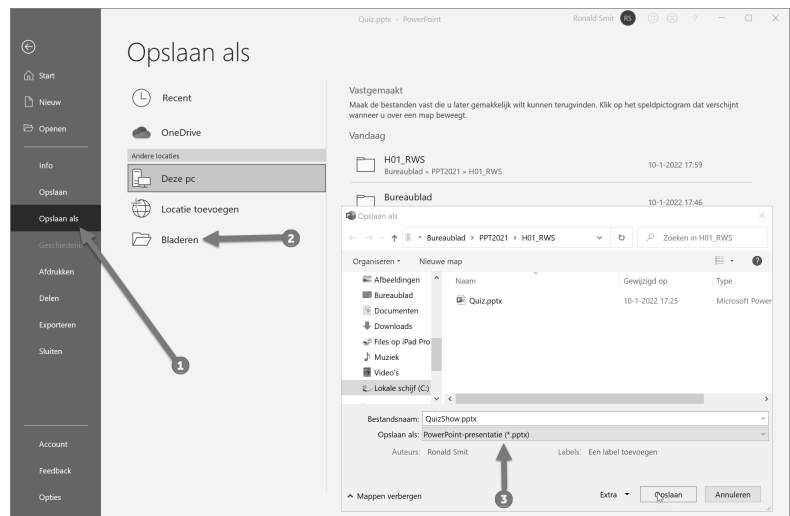 Quiz.pptx - PowerPoint
Ronald Smit RS ?
Opslaan als
Start
Nieuw
Openen
Info
Opslaan
Opslaan als
Geschiedenis
Afdrukken
Delen
Exporteren
Sluiten
Account
Feedback
Opties
Recent
OneDrive
Andere locaties
Deze pc
Locatie toevoegen
Bladeren
1
2
Vastgemaakt
Maak de bestanden vast die u later gemakkelijk wilt kunnen terugvinden. Klik op het speldpictogram dat verschijnt
wanneer u over een map beweegt.
Vandaag
H01_RWS 10-1-2022 17:59
Bureaublad » PPT2021 » H01_RWS
Bureaublad 10-1-2022 17:46
Opslaan als
Bureaublad > PPT2021 > H01_RWS
Zoeken in H01_RWS
Organiseren Nieuwe map ?
Afbeeldingen
Bureaublad
Documenten
Downloads
Files op iPad Pro
Muziek
Video's
Lokale schijf (C:)
Naam Gewijzigd op Type
Quiz.pptx 10-1-2022 17:25 Microsoft Power
Bestandsnaam: QuizShow.pptx
Opslaan als: PowerPoint-presentatie (*.pptx)
Auteurs: Ronald Smit Labels: Een label toevoegen
3
Mappen verbergen Extra Opslaan Annuleren